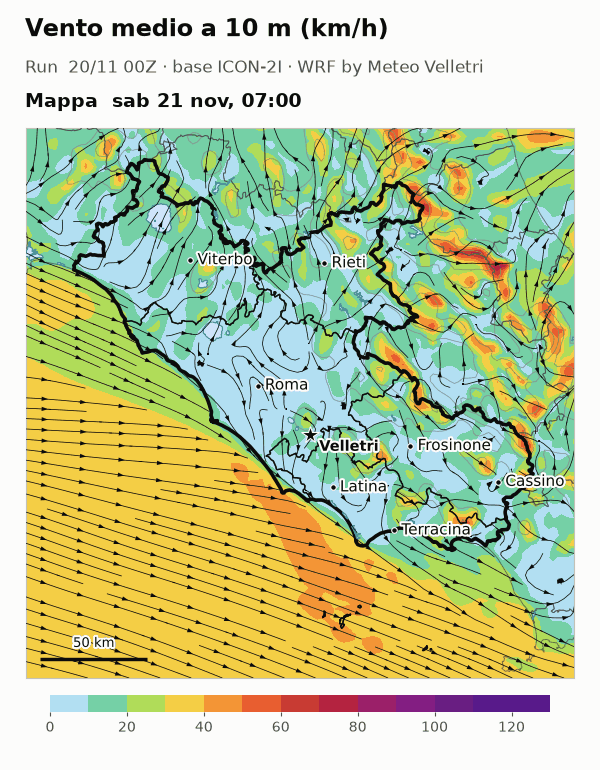 Vento medio a 10 m (km/h)
Run  20/11 00Z · base ICON-2I · WRF by Meteo Velletri
Mappa  sab 21 nov, 07:00
Viterbo
Rieti
Roma
Velletri
Frosinone
Latina
Cassino
Terracina
50 km
0 20 40 60 80 100 120